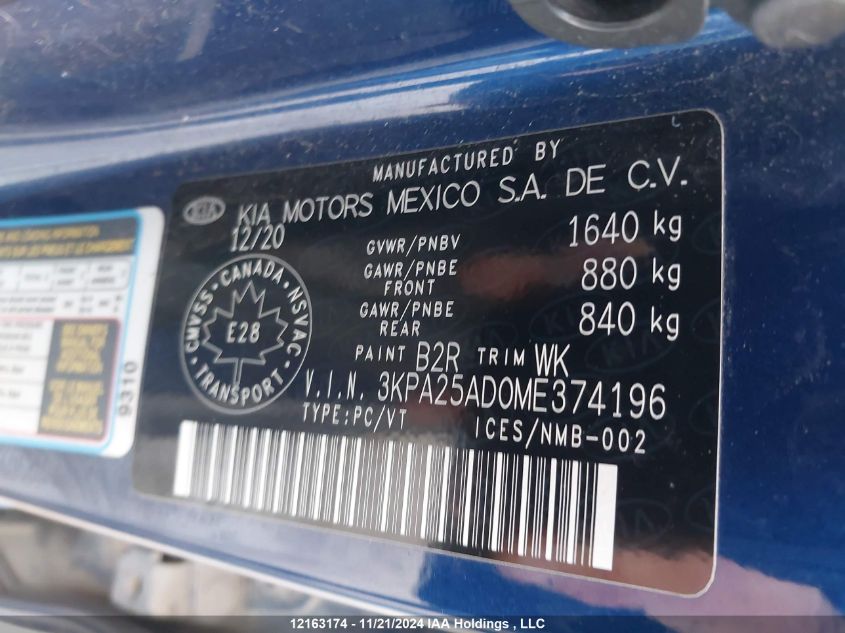 MANUFACTURED BY
KIA KIA MOTORS MEXICO S.A. DE C.V.
12/20
GVWR/PNBV 1640 kg
GAWR/PNBE FRONT 880 kg
GAWR/PNBE REAR 840 kg
CMVSS · CANADA · NSVAC · TRANSPORT
E28
PAINT B2R TRIM WK
V.I.N. 3KPA25AD0ME374196
TYPE:PC/VT ICES/NMB-002
9310
12163174 - 11/21/2024 IAA Holdings , LLC